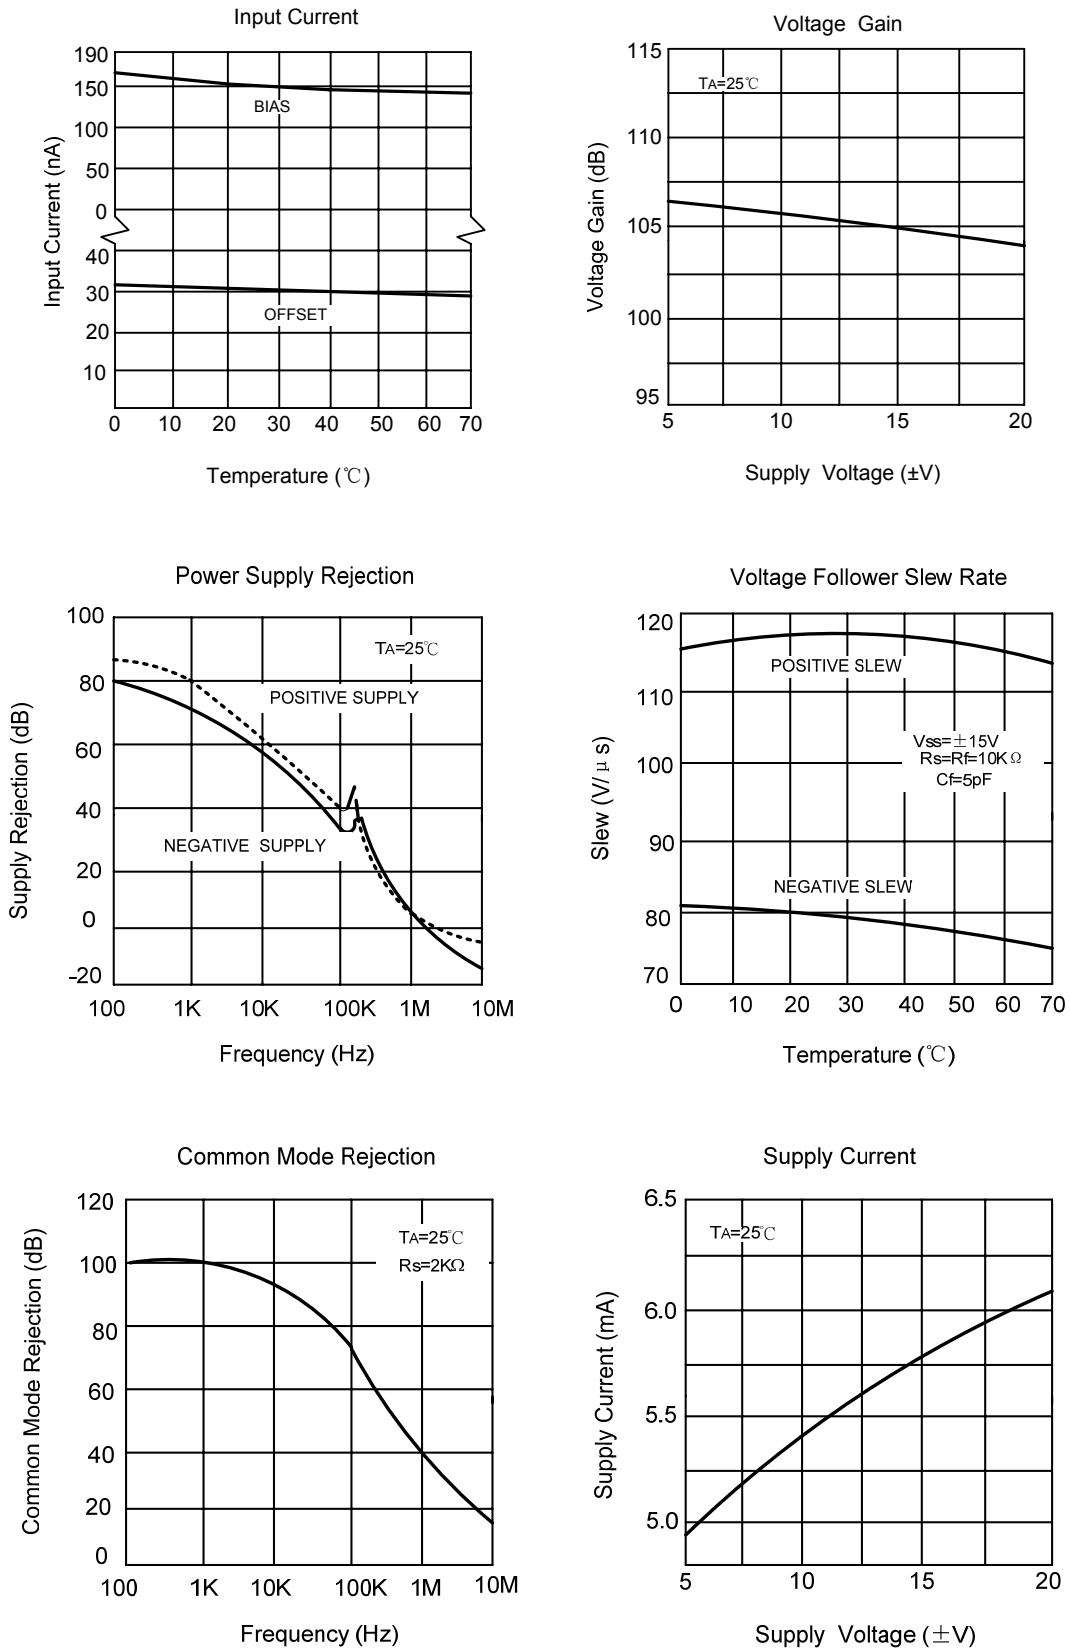 Input Current
190
150
100
50
0
40
30
20
10
BIAS
OFFSET
Input Current (nA)
0 10 20 30 40 50 60 70
Temperature (℃)
Voltage Gain
115
110
105
100
95
TA=25℃
Voltage Gain (dB)
5 10 15 20
Supply Voltage (±V)
Power Supply Rejection
100
80
60
40
20
0
-20
TA=25℃
POSITIVE SUPPLY
NEGATIVE SUPPLY
Supply Rejection (dB)
100 1K 10K 100K 1M 10M
Frequency (Hz)
Voltage Follower Slew Rate
120
110
100
90
80
70
POSITIVE SLEW
Vss=±15V
Rs=Rf=10KΩ
Cf=5pF
NEGATIVE SLEW
Slew (V/μs)
0 10 20 30 40 50 60 70
Temperature (℃)
Common Mode Rejection
120
100
80
60
40
20
0
TA=25℃
Rs=2KΩ
Common Mode Rejection (dB)
100 1K 10K 100K 1M 10M
Frequency (Hz)
Supply Current
6.5
6.0
5.5
5.0
TA=25℃
Supply Current (mA)
5 10 15 20
Supply Voltage (±V)